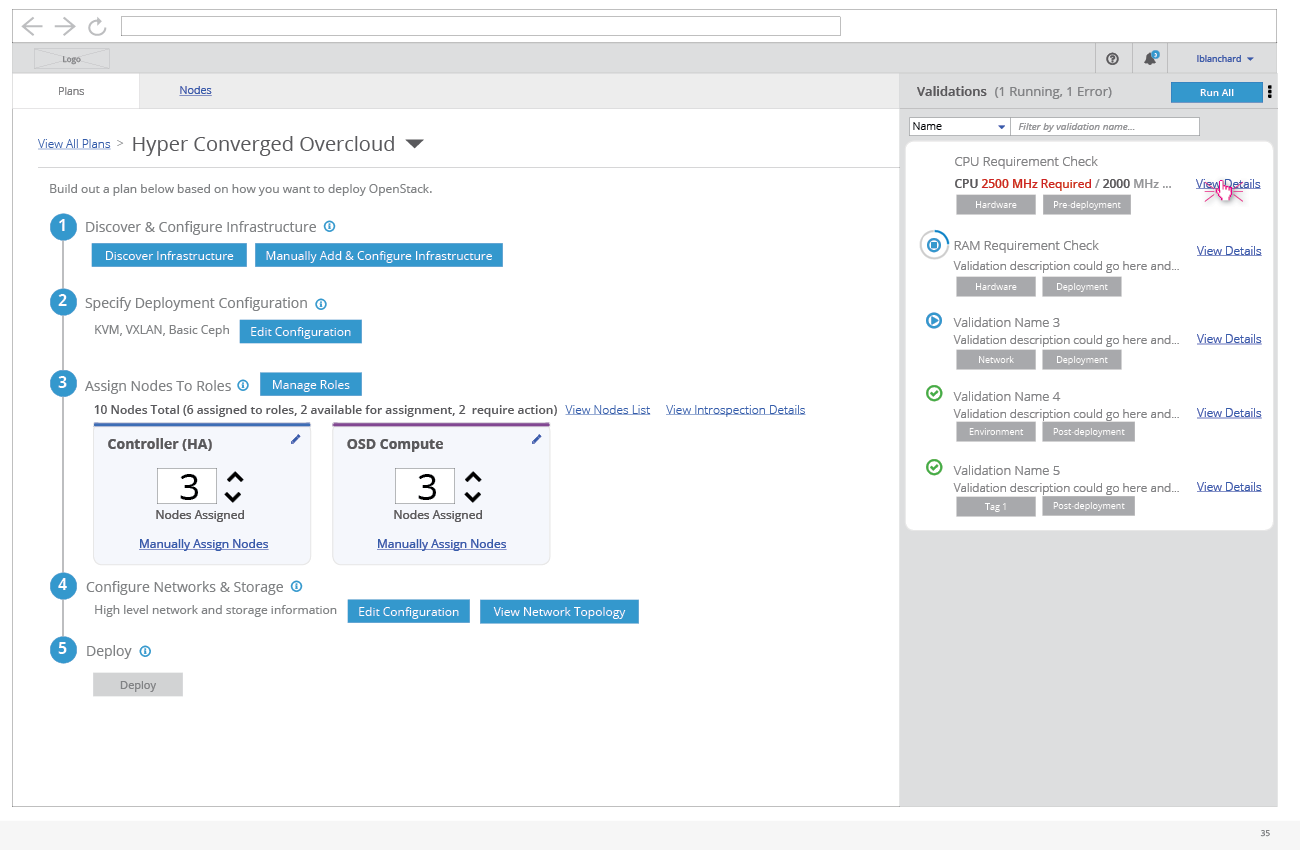 Logo
3
lblanchard
Plans
Nodes
Validations (1 Running, 1 Error)
Run All
View All Plans > Hyper Converged Overcloud
Name
Filter by validation name...
Build out a plan below based on how you want to deploy OpenStack.
1 Discover & Configure Infrastructure
Discover Infrastructure
Manually Add & Configure Infrastructure
2 Specify Deployment Configuration
KVM, VXLAN, Basic Ceph
Edit Configuration
3 Assign Nodes To Roles
Manage Roles
10 Nodes Total (6 assigned to roles, 2 available for assignment, 2 require action) View Nodes List View Introspection Details
Controller (HA)
3
Nodes Assigned
Manually Assign Nodes
OSD Compute
3
Nodes Assigned
Manually Assign Nodes
4 Configure Networks & Storage
High level network and storage information
Edit Configuration
View Network Topology
5 Deploy
Deploy
CPU Requirement Check
CPU 2500 MHz Required / 2000 MHz ...
View Details
Hardware
Pre-deployment
RAM Requirement Check
View Details
Validation description could go here and...
Hardware
Deployment
Validation Name 3
Validation description could go here and...
View Details
Network
Deployment
Validation Name 4
Validation description could go here and...
View Details
Environment
Post-deployment
Validation Name 5
Validation description could go here and...
View Details
Tag 1
Post-deployment
35